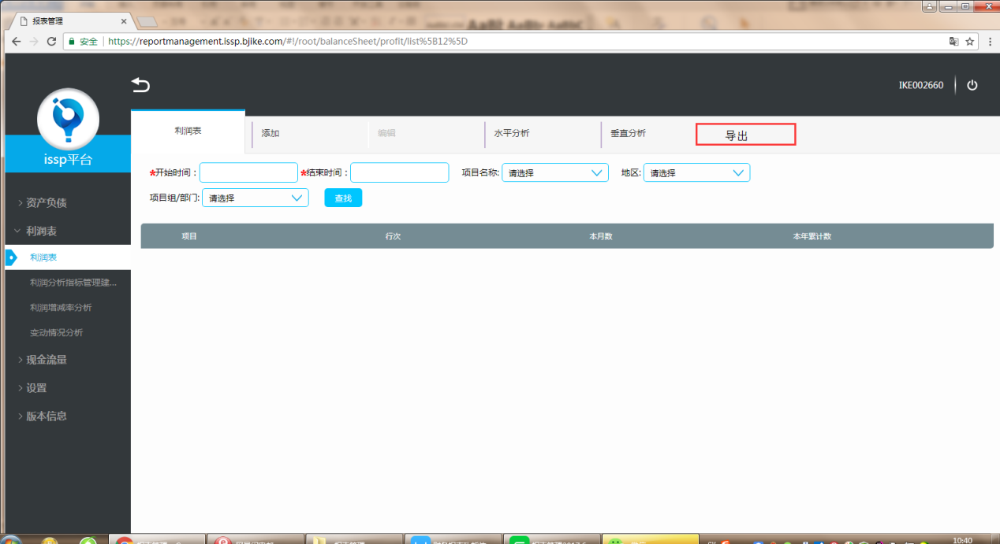 报表管理
安全 https://reportmanagement.issp.bjike.com/#!/root/balanceSheet/profit/list%5B12%5D
IKE002660
issp平台
利润表 添加 编辑 水平分析 垂直分析 导出
*开始时间: *结束时间: 项目名称: 请选择 地区: 请选择
项目组/部门: 请选择 查找
项目 行次 本月数 本年累计数
资产负债
利润表
利润表
利润分析指标管理建...
利润增减率分析
变动情况分析
现金流量
设置
版本信息
10:40